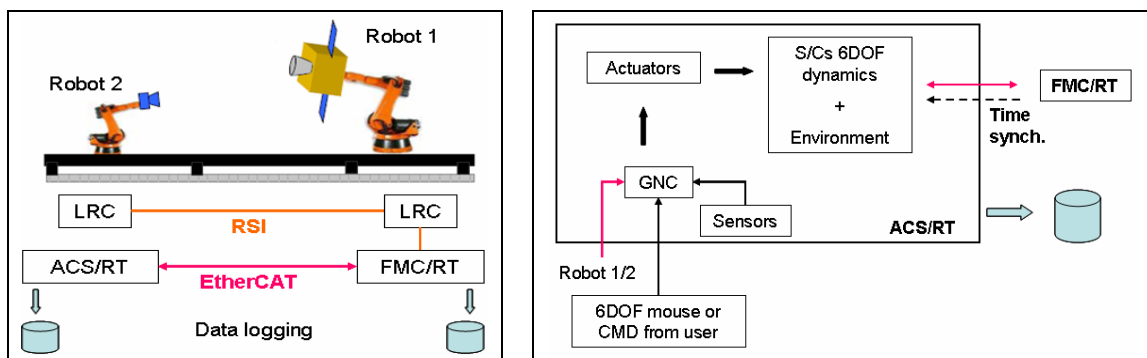 Robot 1
Robot 2
LRC
LRC
RSI
ACS/RT
FMC/RT
EtherCAT
Data logging
Actuators
S/Cs 6DOF
dynamics
+
Environment
FMC/RT
Time
synch.
GNC
Sensors
ACS/RT
Robot 1/2
6DOF mouse or
CMD from user